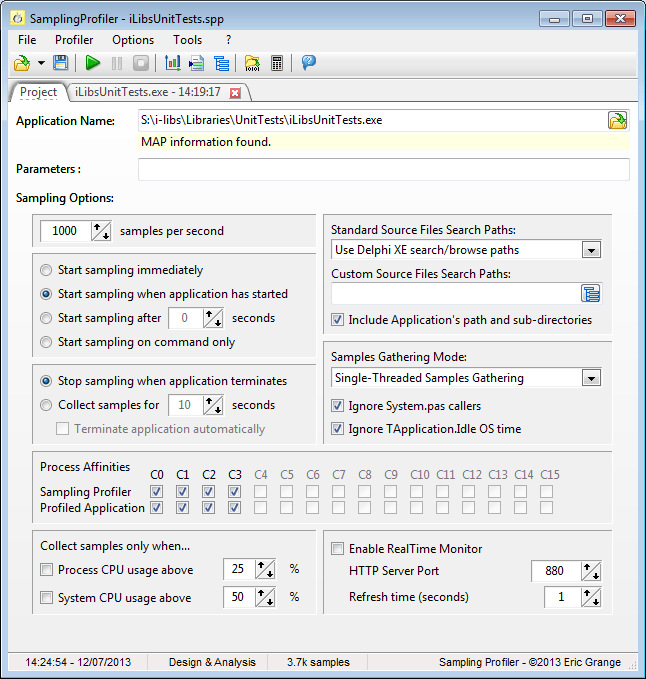 SamplingProfiler - iLibsUnitTests.spp
File Profiler Options Tools ?
Project iLibsUnitTests.exe - 14:19:17
Application Name: S:\i-libs\Libraries\UnitTests\iLibsUnitTests.exe
MAP information found.
Parameters :
Sampling Options:
1000 samples per second
Start sampling immediately
Start sampling when application has started
Start sampling after 0 seconds
Start sampling on command only
Stop sampling when application terminates
Collect samples for 10 seconds
Terminate application automatically
Standard Source Files Search Paths:
Use Delphi XE search/browse paths
Custom Source Files Search Paths:
Include Application's path and sub-directories
Samples Gathering Mode:
Single-Threaded Samples Gathering
Ignore System.pas callers
Ignore TApplication.Idle OS time
Process Affinities
C0 C1 C2 C3 C4 C5 C6 C7 C8 C9 C10 C11 C12 C13 C14 C15
Sampling Profiler
Profiled Application
Collect samples only when...
Process CPU usage above 25 %
System CPU usage above 50 %
Enable RealTime Monitor
HTTP Server Port 880
Refresh time (seconds) 1
14:24:54 - 12/07/2013 Design & Analysis 3.7k samples Sampling Profiler - ©2013 Eric Grange